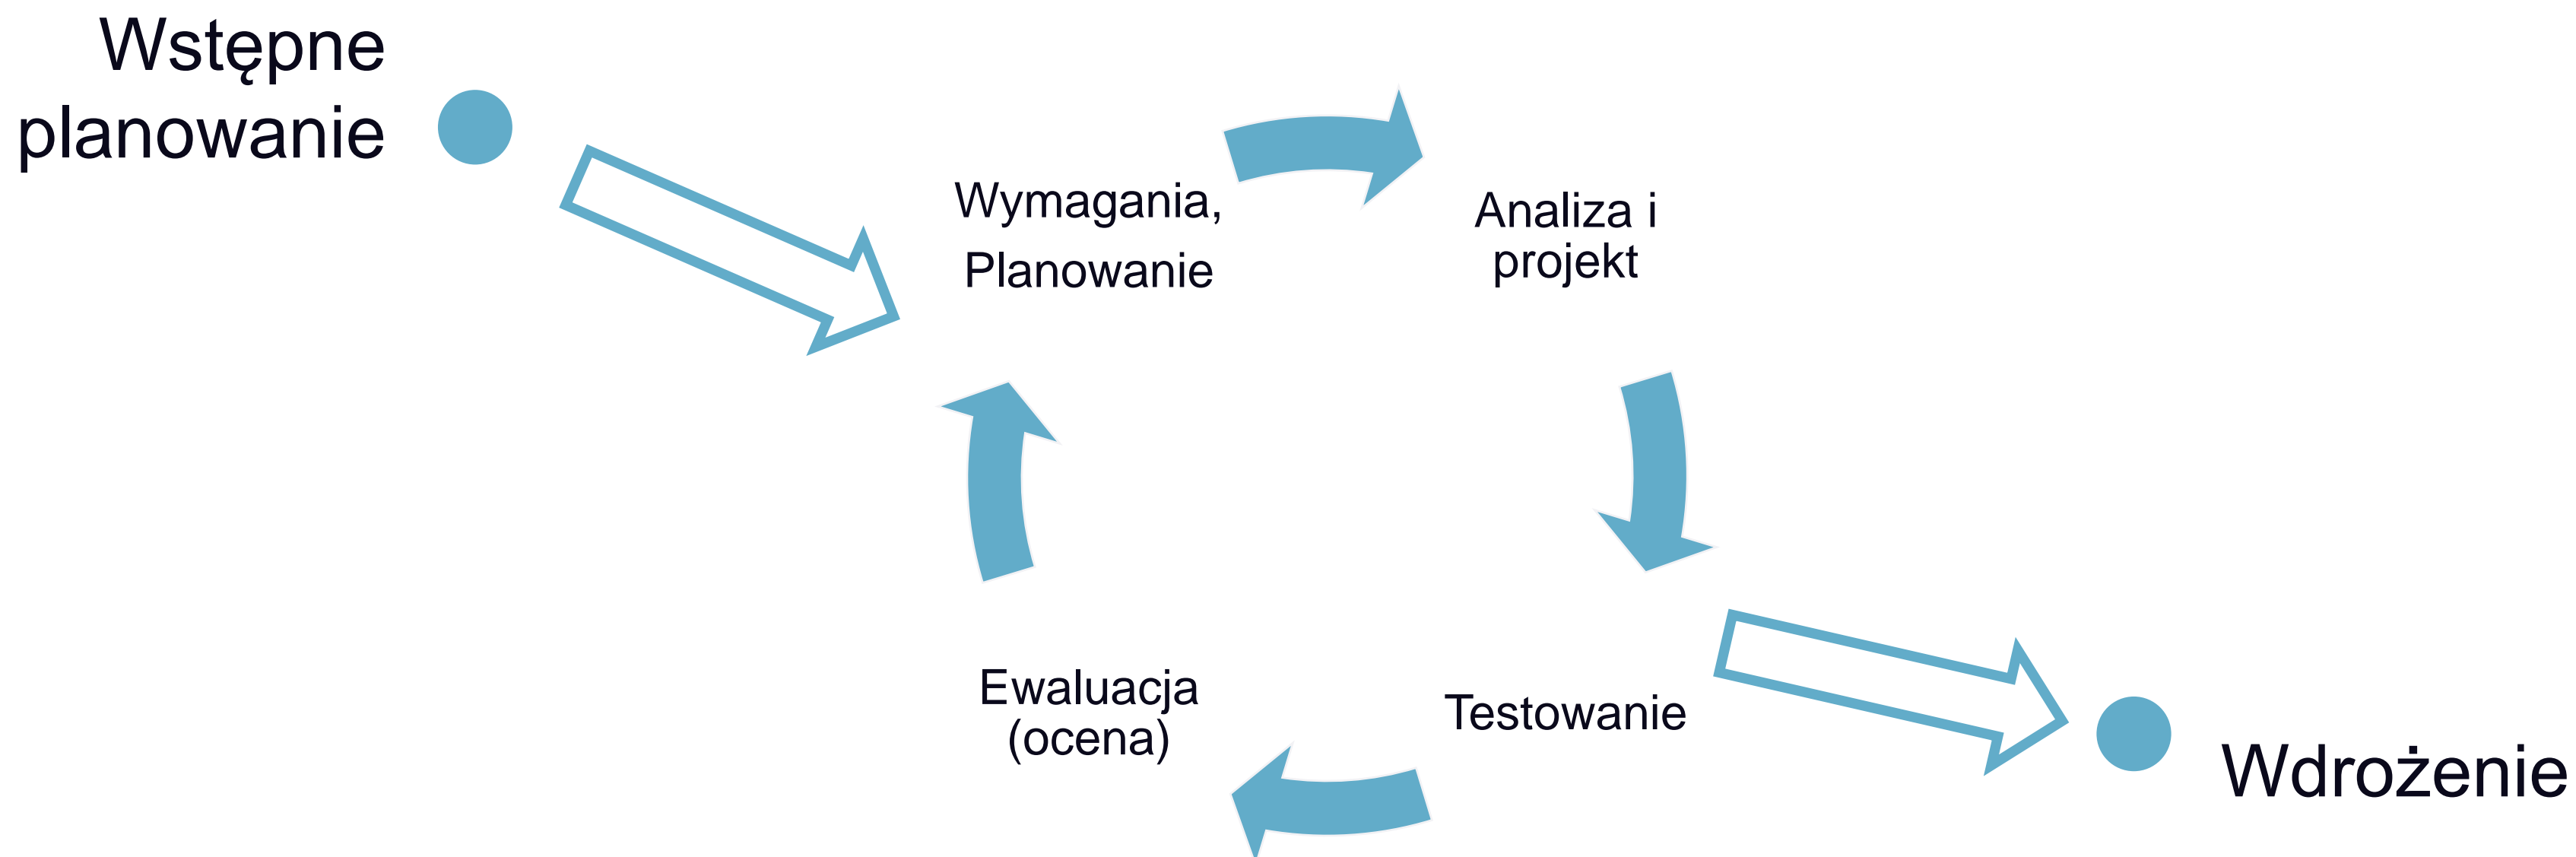 Wstępne
planowanie
Wymagania,
Planowanie
Analiza i
projekt
Testowanie
Ewaluacja
(ocena)
Wdrożenie